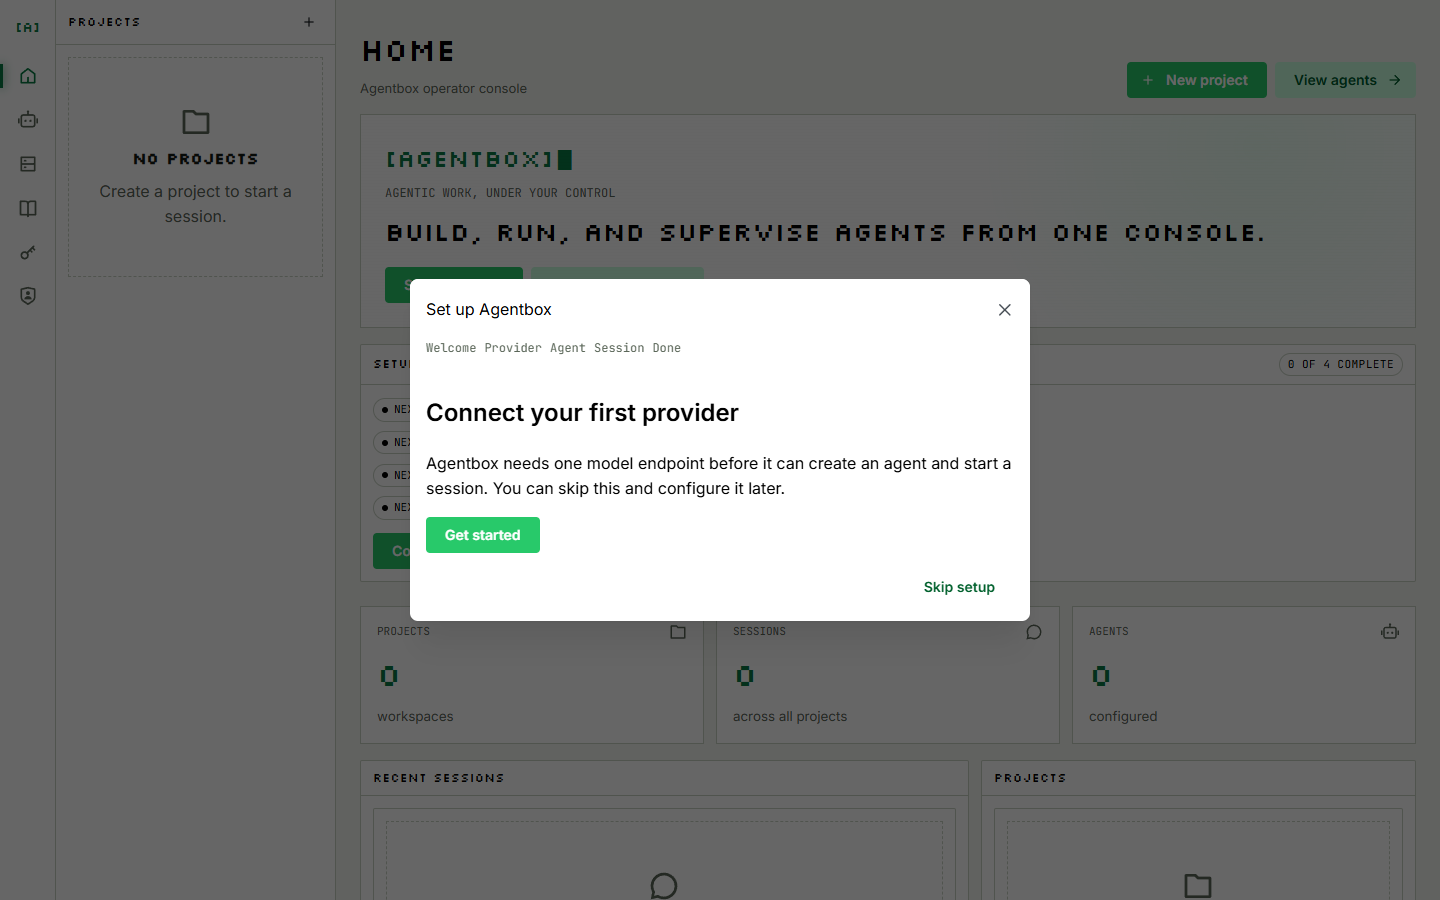 [A]
PROJECTS
NO PROJECTS
Create a project to start a
session.
HOME
Agentbox operator console
New project
View agents
[AGENTBOX]
AGENTIC WORK, UNDER YOUR CONTROL
BUILD, RUN, AND SUPERVISE AGENTS FROM ONE CONSOLE.
0 OF 4 COMPLETE
Set up Agentbox
Welcome Provider Agent Session Done
Connect your first provider
Agentbox needs one model endpoint before it can create an agent and start a
session. You can skip this and configure it later.
Get started
Skip setup
PROJECTS
0
workspaces
SESSIONS
0
across all projects
AGENTS
0
configured
RECENT SESSIONS
PROJECTS